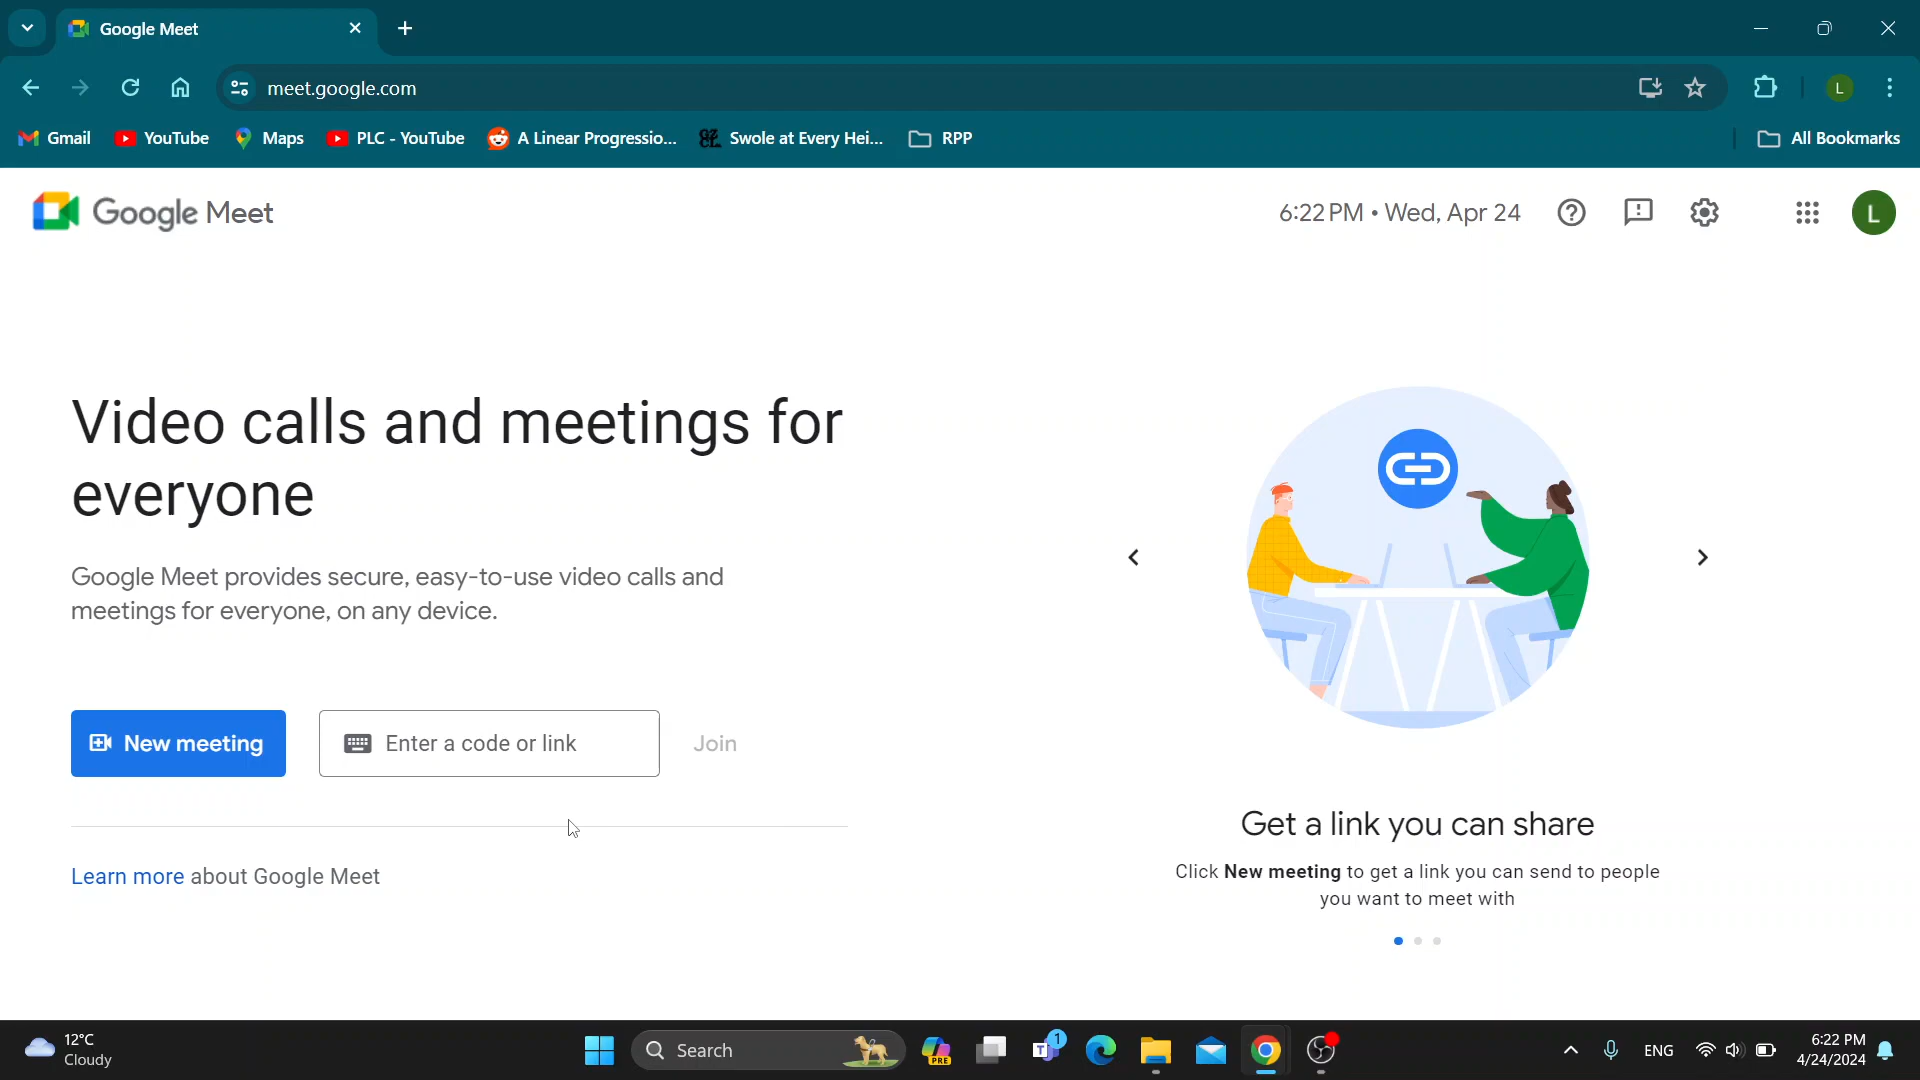 Google Meet
meet.google.com
Gmail
YouTube
Maps
PLC - YouTube
A Linear Progressio...
Swole at Every Hei...
RPP
All Bookmarks
L
Google Meet
6:22 PM • Wed, Apr 24
L
Video calls and meetings for
everyone
Google Meet provides secure, easy-to-use video calls and
meetings for everyone, on any device.
New meeting
Enter a code or link
Join
Learn more about Google Meet
Get a link you can share
Click New meeting to get a link you can send to people
you want to meet with
12°C
Cloudy
Search
PRE
T
1
ENG
6:22 PM
4/24/2024